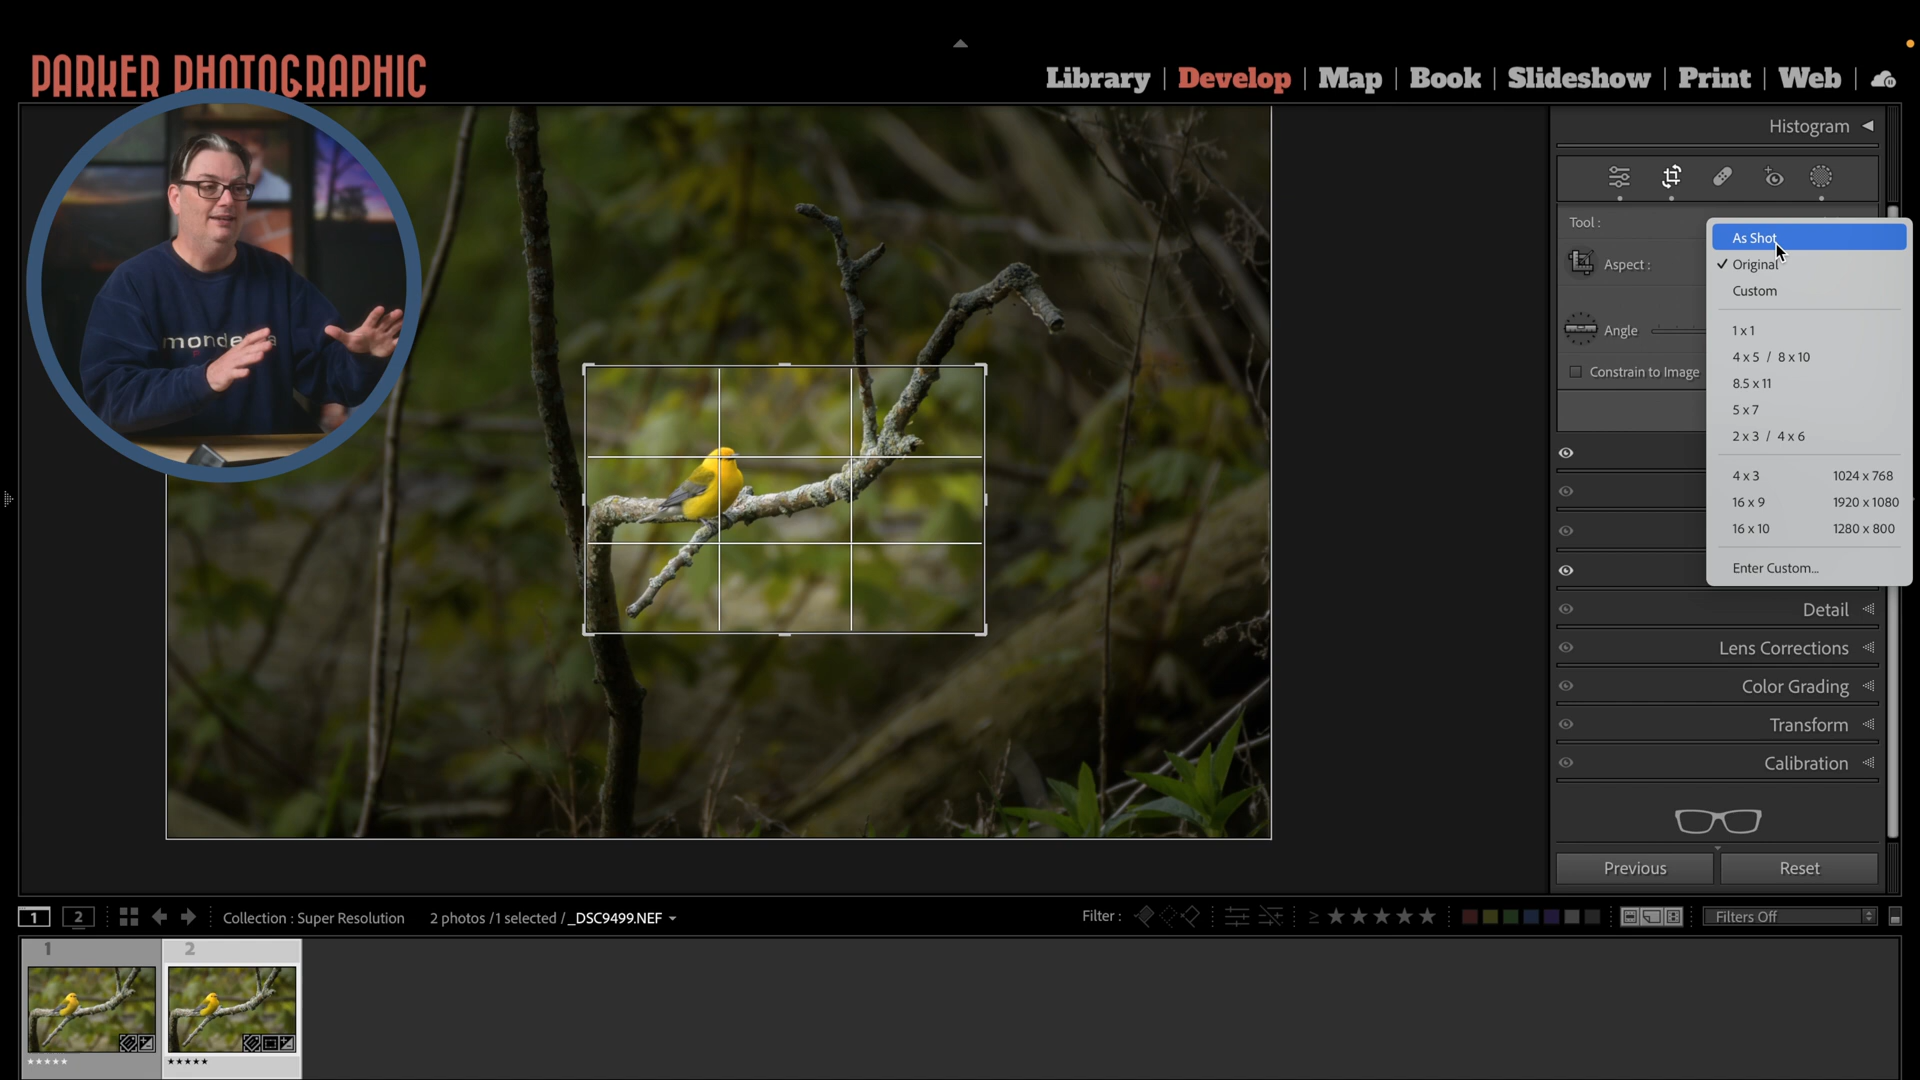 PARKER PHOTOGRAPHIC
Library | Develop | Map | Book | Slideshow | Print | Web |
Histogram
Tool :
As Shot
Aspect :
✓ Original
Custom
1 x 1
Angle
4 x 5 / 8 x 10
Constrain to Image
8.5 x 11
5 x 7
2 x 3 / 4 x 6
4 x 3 1024 x 768
16 x 9 1920 x 1080
16 x 10 1280 x 800
Enter Custom...
Detail
Lens Corrections
Color Grading
Transform
Calibration
Previous
Reset
1 2 Collection : Super Resolution 2 photos /1 selected / _DSC9499.NEF
Filter : ≥ ★★★★★ Filters Off
1
2
★★★★★
★★★★★